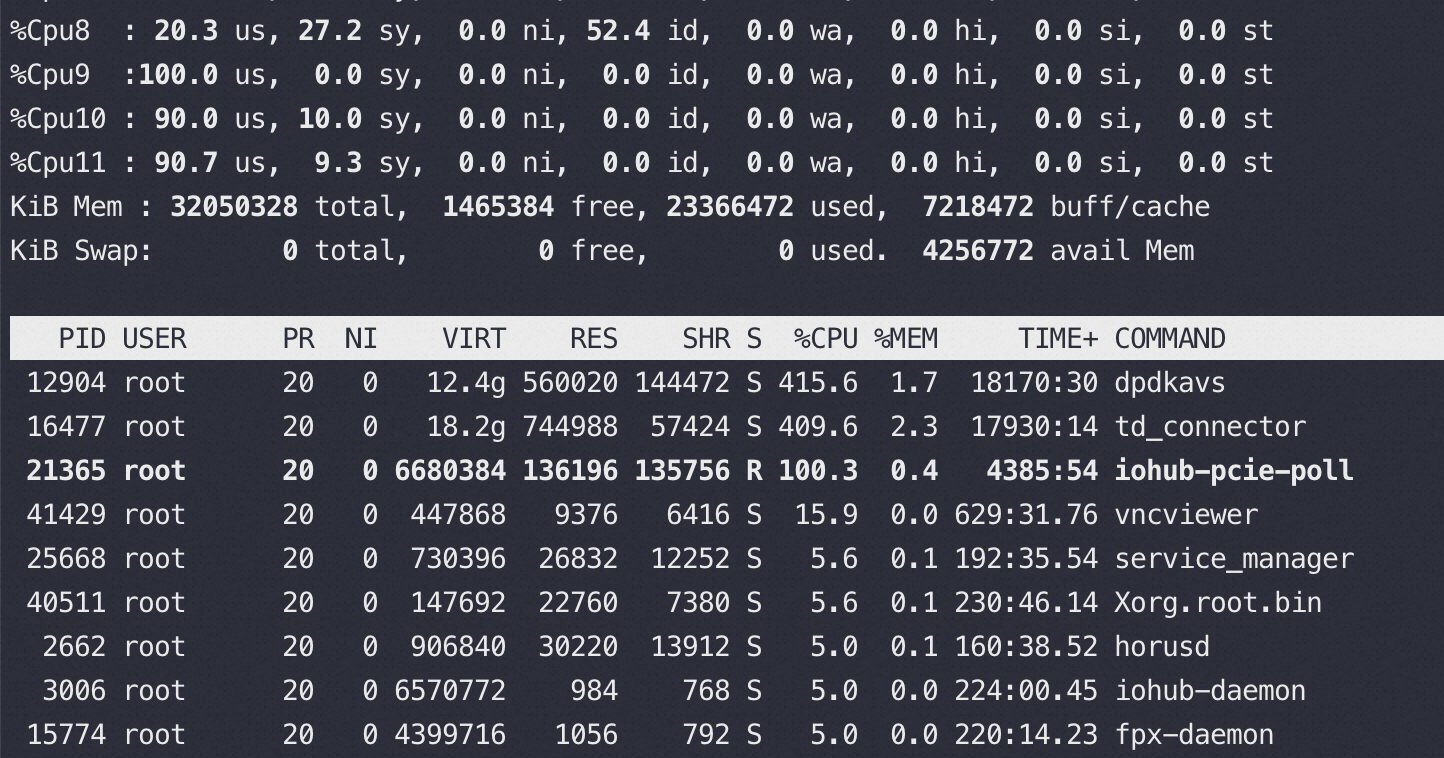 %Cpu8  : 20.3 us, 27.2 sy,  0.0 ni, 52.4 id,  0.0 wa,  0.0 hi,  0.0 si,  0.0 st
%Cpu9  :100.0 us,  0.0 sy,  0.0 ni,  0.0 id,  0.0 wa,  0.0 hi,  0.0 si,  0.0 st
%Cpu10 : 90.0 us, 10.0 sy,  0.0 ni,  0.0 id,  0.0 wa,  0.0 hi,  0.0 si,  0.0 st
%Cpu11 : 90.7 us,  9.3 sy,  0.0 ni,  0.0 id,  0.0 wa,  0.0 hi,  0.0 si,  0.0 st
KiB Mem : 32050328 total,  1465384 free, 23366472 used,  7218472 buff/cache
KiB Swap:        0 total,        0 free,        0 used.  4256772 avail Mem
   PID USER      PR  NI    VIRT    RES    SHR S  %CPU %MEM     TIME+ COMMAND
 12904 root      20   0   12.4g 560020 144472 S 415.6  1.7  18170:30 dpdkavs
 16477 root      20   0   18.2g 744988  57424 S 409.6  2.3  17930:14 td_connector
 21365 root      20   0 6680384 136196 135756 R 100.3  0.4   4385:54 iohub-pcie-poll
 41429 root      20   0  447868   9376   6416 S  15.9  0.0 629:31.76 vncviewer
 25668 root      20   0  730396  26832  12252 S   5.6  0.1 192:35.54 service_manager
 40511 root      20   0  147692  22760   7380 S   5.6  0.1 230:46.14 Xorg.root.bin
  2662 root      20   0  906840  30220  13912 S   5.0  0.1 160:38.52 horusd
  3006 root      20   0 6570772    984    768 S   5.0  0.0 224:00.45 iohub-daemon
 15774 root      20   0 4399716   1056    792 S   5.0  0.0 220:14.23 fpx-daemon